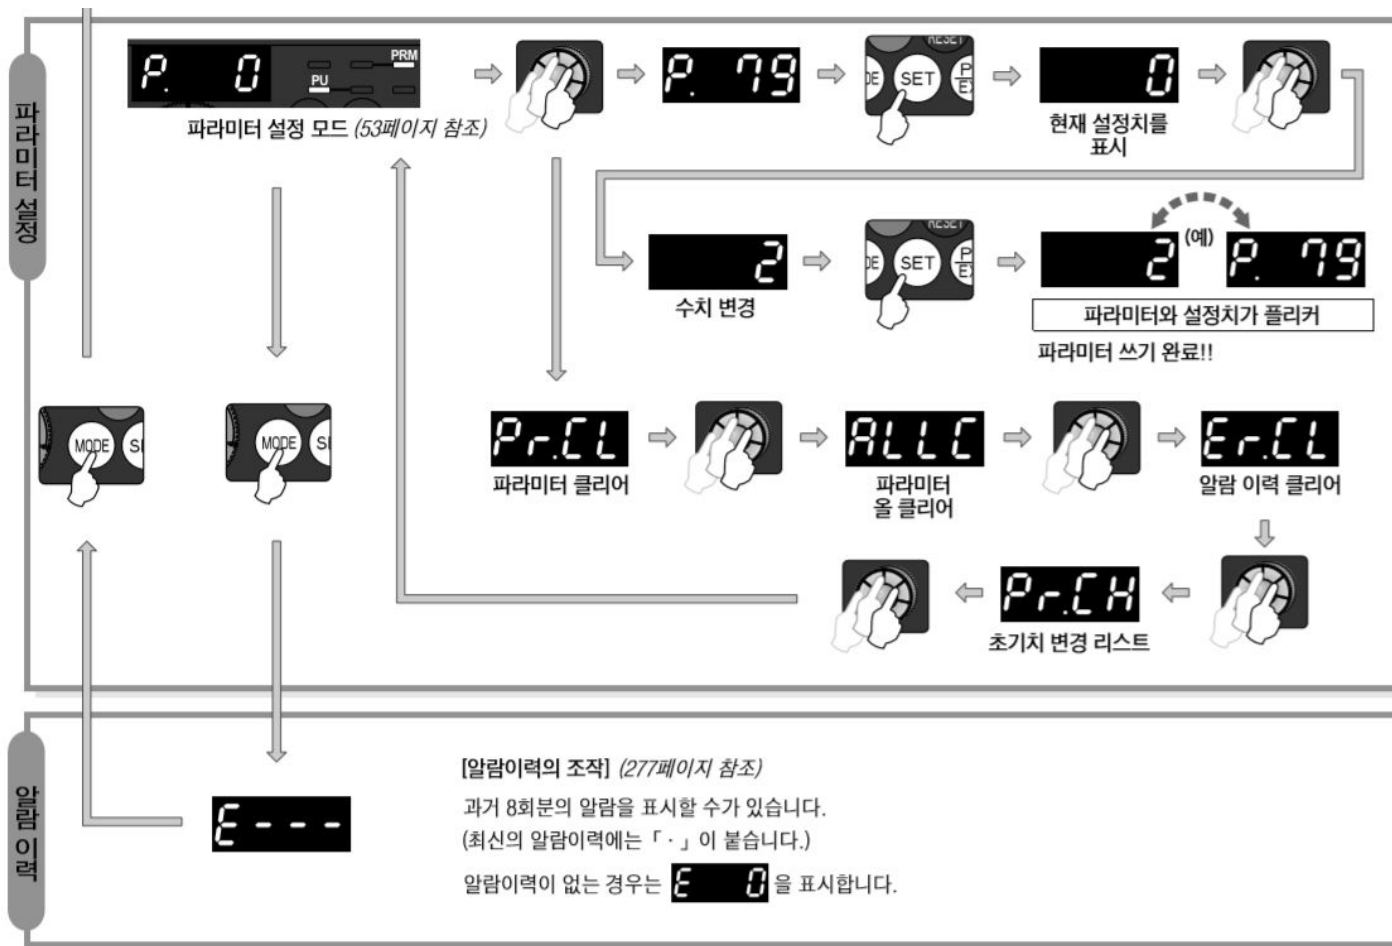 파라미터 설정
P. 0
PU
PRM
파라미터 설정 모드 (53페이지 참조)
P. 79
RESET
SET
0
현재 설정치를
표시
2
수치 변경
RESET
SET
2
(예)
P. 79
파라미터와 설정치가 플리커
파라미터 쓰기 완료!!
MODE
MODE
Pr.CL
파라미터 클리어
ALLC
파라미터
올 클리어
Er.CL
알람 이력 클리어
Pr.CH
초기치 변경 리스트
알람 이력
E---
[알람이력의 조작] (277페이지 참조)
과거 8회분의 알람을 표시할 수가 있습니다.
(최신의 알람이력에는 「 · 」이 붙습니다.)
알람이력이 없는 경우는 E 0 을 표시합니다.